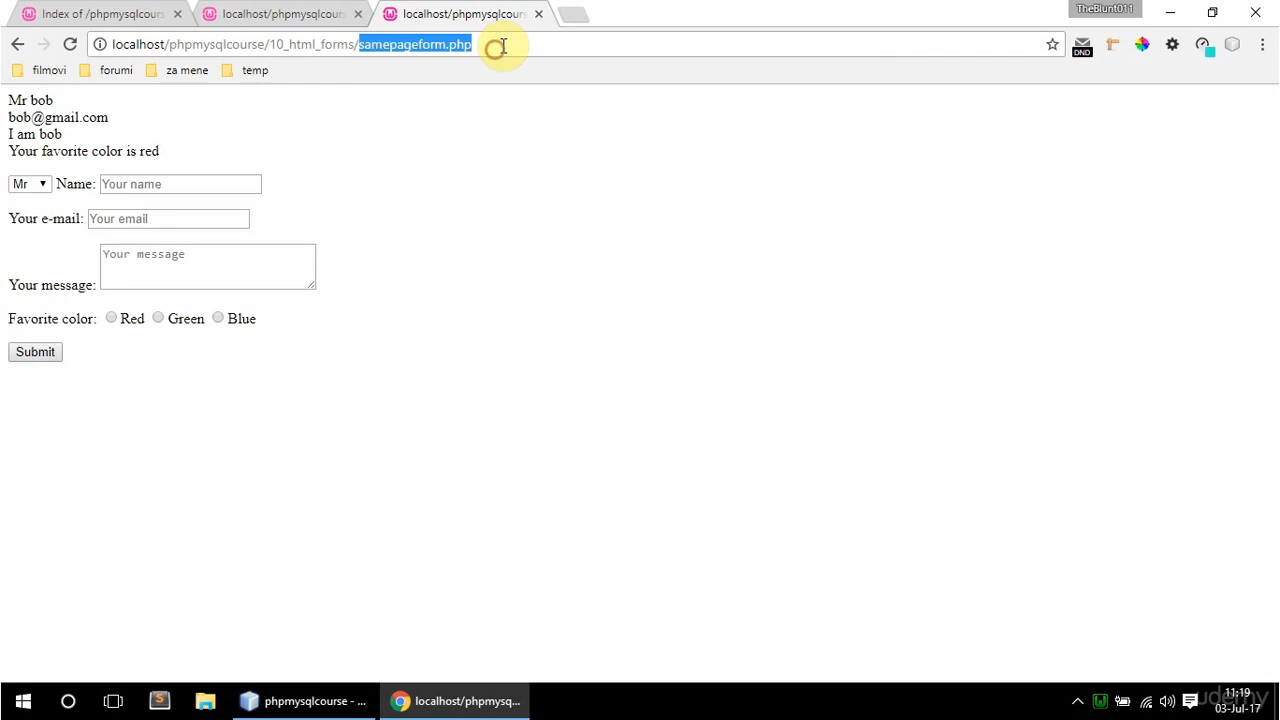 Index of /phpmysqlcours
localhost/phpmysqlcours
localhost/phpmysqlcours
TheBlunt011
localhost/phpmysqlcourse/10_html_forms/samepageform.php
DND
filmovi
forumi
za mene
temp
Mr bob
bob@gmail.com
I am bob
Your favorite color is red
Mr Name: Your name
Your e-mail: Your email
Your message: Your message
Favorite color: Red Green Blue
Submit
phpmysqlcourse - ...
localhost/phpmysq...
11:19
03-Jul-17
udemy